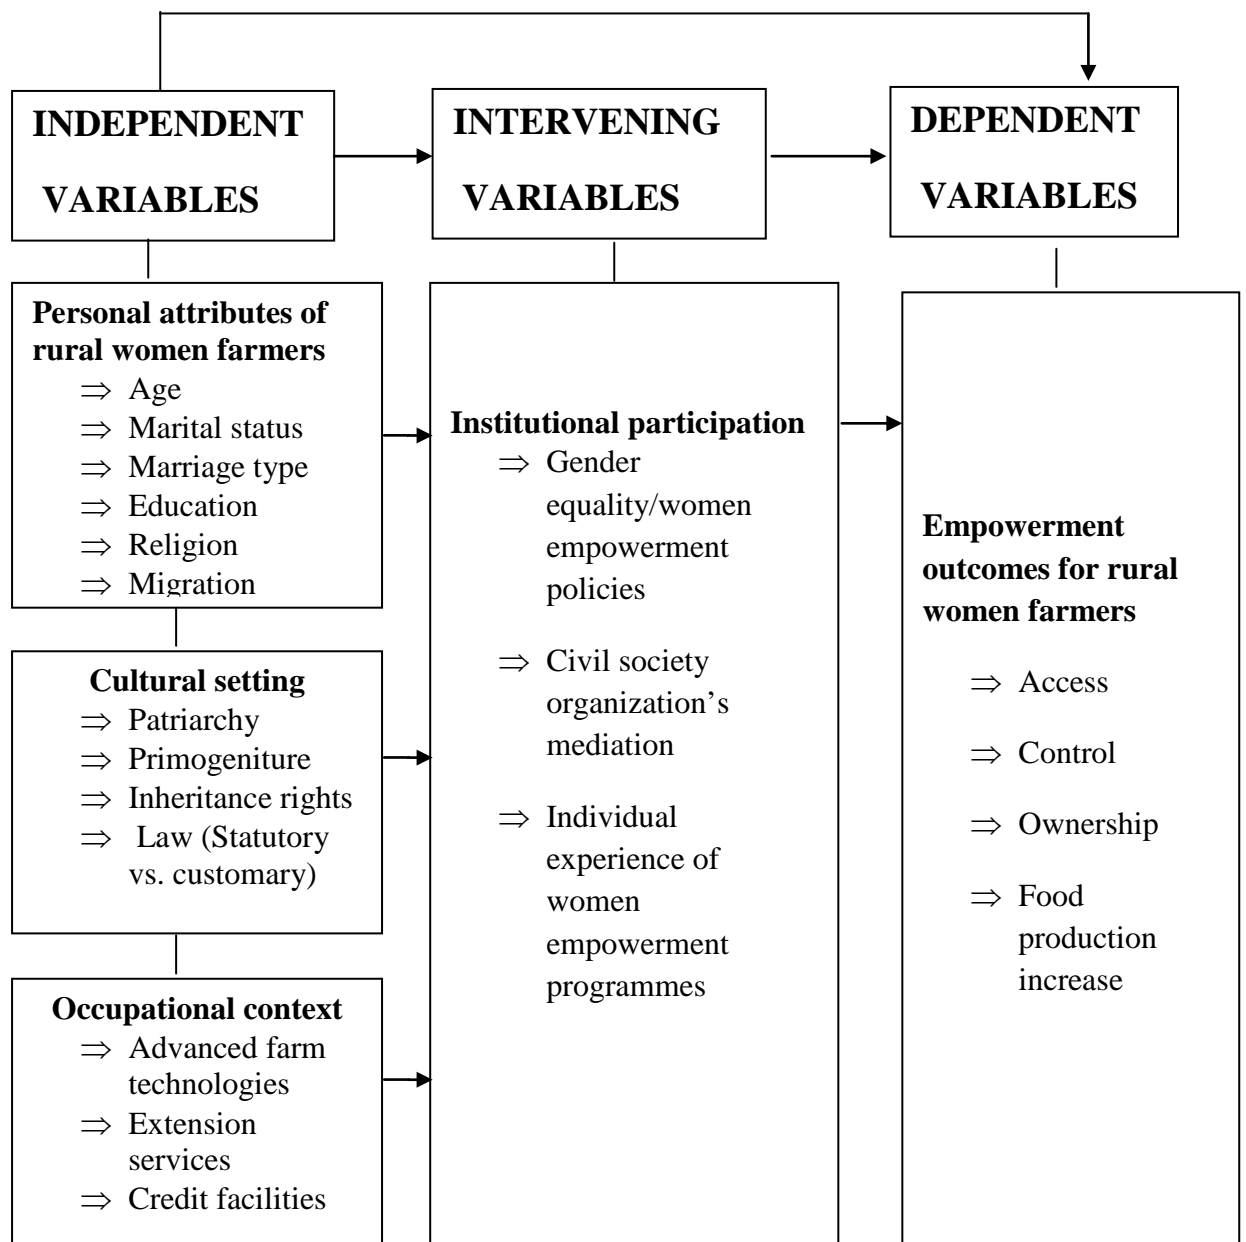 INDEPENDENT
VARIABLES
INTERVENING
VARIABLES
DEPENDENT
VARIABLES
Personal attributes of
rural women farmers
⇒ Age
⇒ Marital status
⇒ Marriage type
⇒ Education
⇒ Religion
⇒ Migration
Cultural setting
⇒ Patriarchy
⇒ Primogeniture
⇒ Inheritance rights
⇒ Law (Statutory
vs. customary)
Occupational context
⇒ Advanced farm
technologies
⇒ Extension
services
⇒ Credit facilities
Institutional participation
⇒ Gender
equality/women
empowerment
policies
⇒ Civil society
organization’s
mediation
⇒ Individual
experience of
women
empowerment
programmes
Empowerment
outcomes for rural
women farmers
⇒ Access
⇒ Control
⇒ Ownership
⇒ Food
production
increase